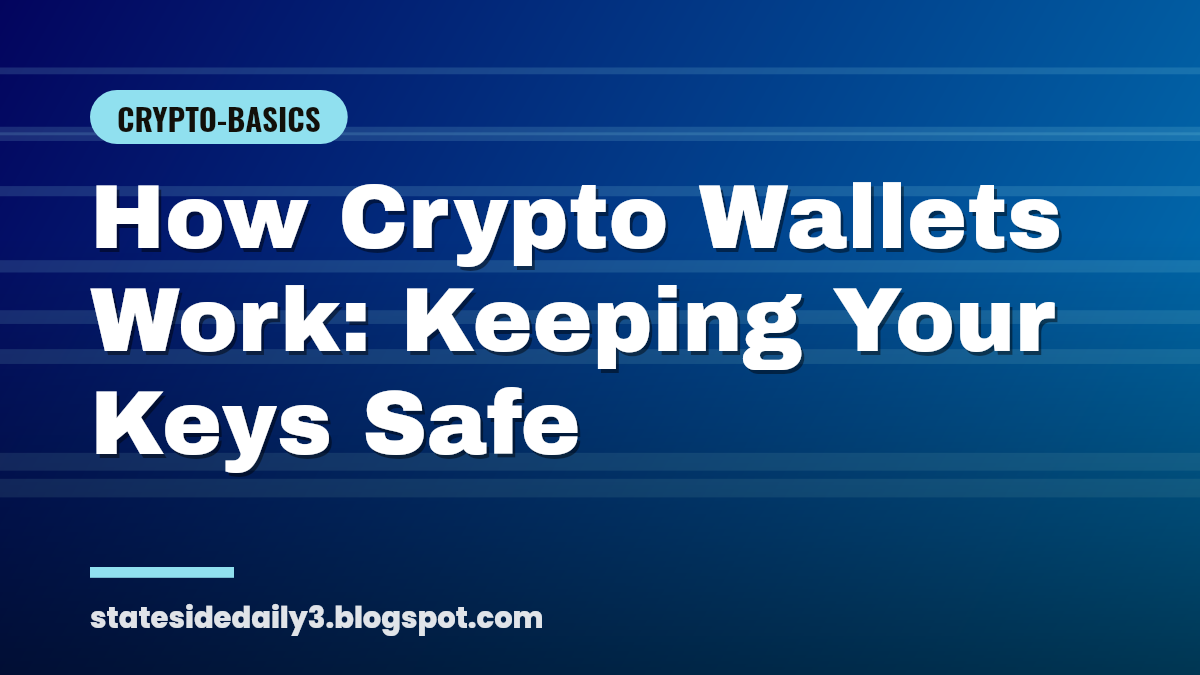 CRYPTO-BASICS
How Crypto Wallets
Work: Keeping Your
Keys Safe
statesidedaily3.blogspot.com